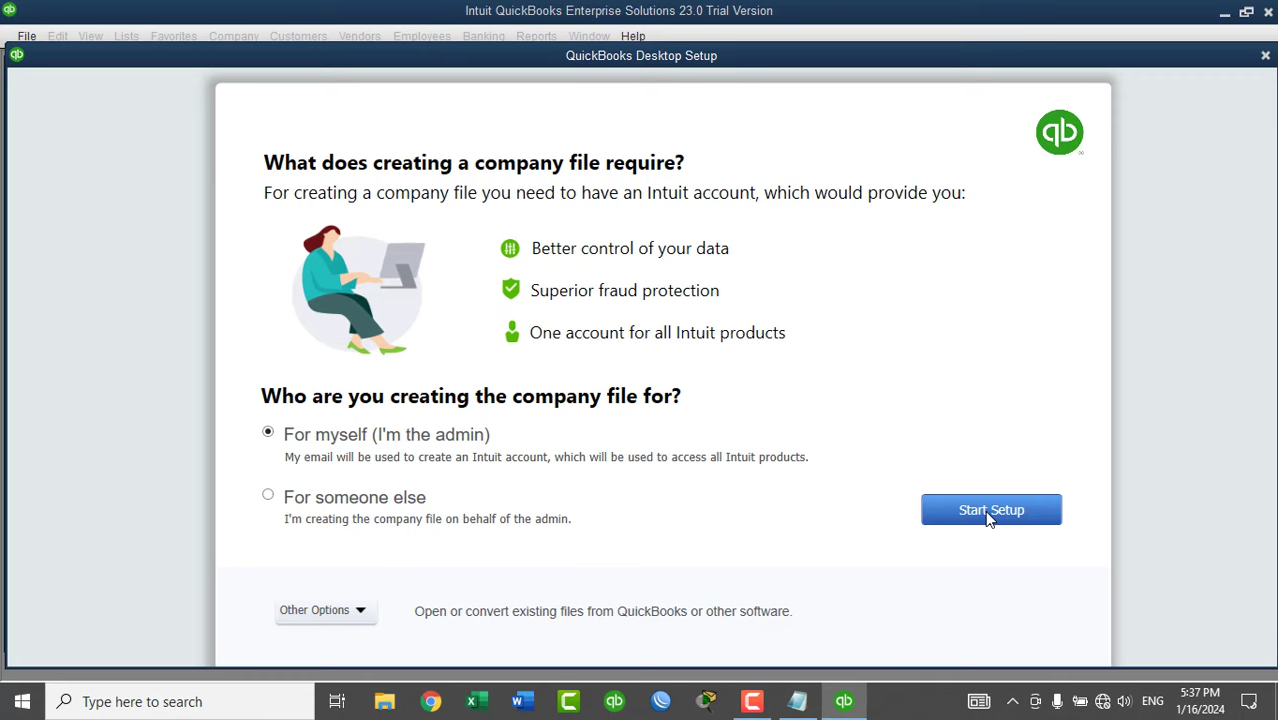 Intuit QuickBooks Enterprise Solutions 23.0 Trial Version
File Edit View Lists Favorites Company Customers Vendors Employees Banking Reports Window Help
QuickBooks Desktop Setup
qb
What does creating a company file require?
For creating a company file you need to have an Intuit account, which would provide you:
Better control of your data
Superior fraud protection
One account for all Intuit products
Who are you creating the company file for?
For myself (I'm the admin)
My email will be used to create an Intuit account, which will be used to access all Intuit products.
For someone else
I'm creating the company file on behalf of the admin.
Start Setup
Other Options
Open or convert existing files from QuickBooks or other software.
Type here to search
ENG
5:37 PM
1/16/2024